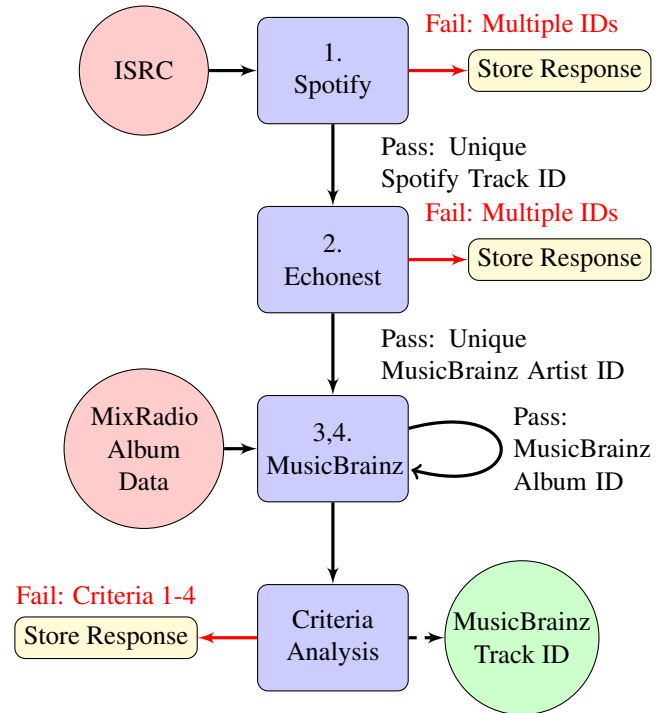 Fail: Multiple IDs
ISRC
1.
Spotify
Store Response
Pass: Unique
Spotify Track ID
Fail: Multiple IDs
2.
Echonest
Store Response
Pass: Unique
MusicBrainz Artist ID
MixRadio
Album
Data
3,4.
MusicBrainz
Pass:
MusicBrainz
Album ID
Fail: Criteria 1-4
Store Response
Criteria
Analysis
MusicBrainz
Track ID